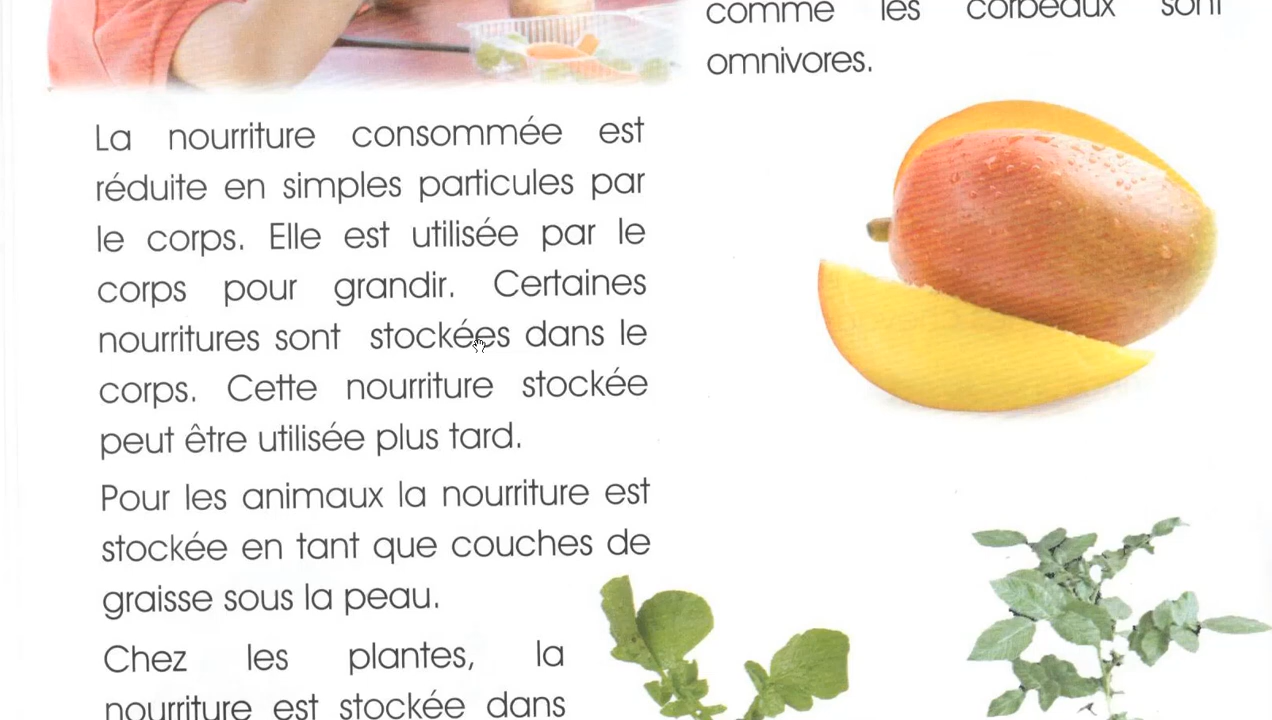 comme les corbeaux sont
omnivores.
La nourriture consommée est
réduite en simples particules par
le corps. Elle est utilisée par le
corps pour grandir. Certaines
nourritures sont stockées dans le
corps. Cette nourriture stockée
peut être utilisée plus tard.
Pour les animaux la nourriture est
stockée en tant que couches de
graisse sous la peau.
Chez les plantes, la
nourriture est stockée dans